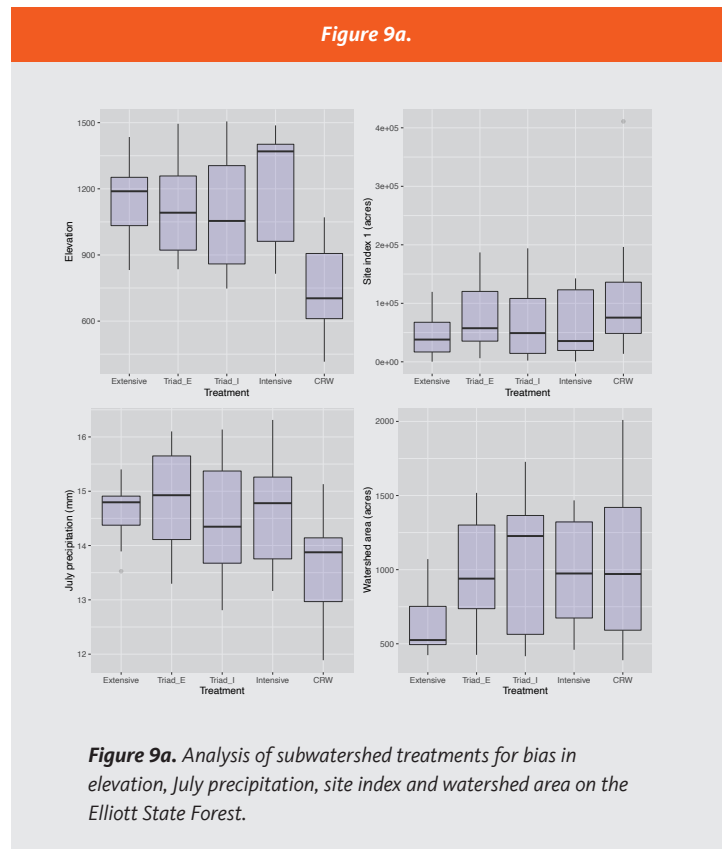 Figure 9a.
Elevation
1500
1200
900
600
Extensive Triad_E Triad_I Intensive CRW
Treatment
Site index 1 (acres)
4e+05
3e+05
2e+05
1e+05
0e+00
Extensive Triad_E Triad_I Intensive CRW
Treatment
July precipitation (mm)
16
15
14
13
12
Extensive Triad_E Triad_I Intensive CRW
Treatment
Watershed area (acres)
2000
1500
1000
500
Extensive Triad_E Triad_I Intensive CRW
Treatment
Figure 9a. Analysis of subwatershed treatments for bias in
elevation, July precipitation, site index and watershed area on the
Elliott State Forest.